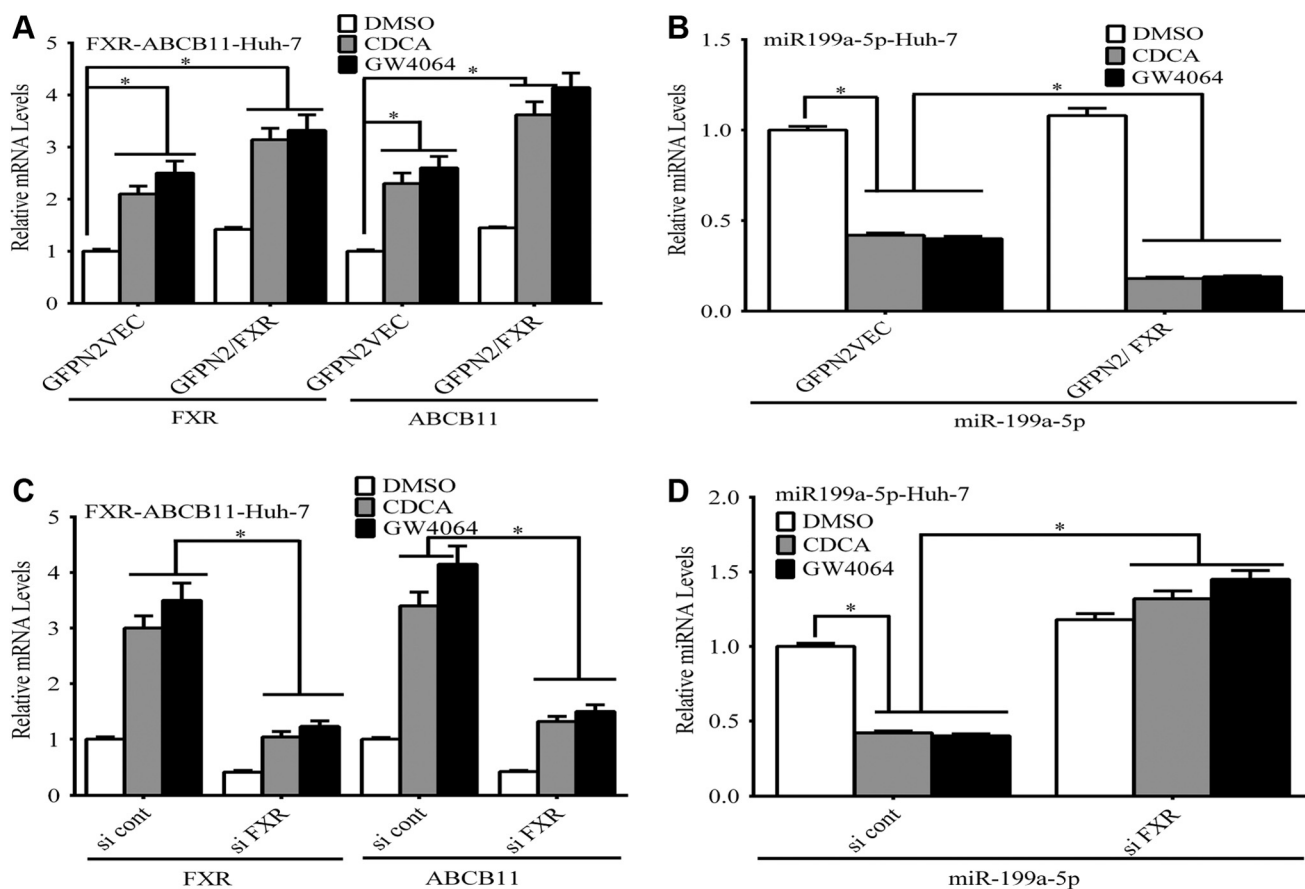 A
FXR-ABCB11-Huh-7
DMSO
CDCA
GW4064
Relative mRNA Levels
5
4
3
2
1
0
*
*
*
*
GFPN2VEC
GFPN2/FXR
GFPN2VEC
GFPN2/FXR
FXR
ABCB11
B
miR199a-5p-Huh-7
DMSO
CDCA
GW4064
Relative miRNA Levels
1.5
1.0
0.5
0.0
*
*
GFPN2VEC
GFPN2/ FXR
miR-199a-5p
C
FXR-ABCB11-Huh-7
DMSO
CDCA
GW4064
Relative mRNA Levels
5
4
3
2
1
0
*
*
si cont
si FXR
si cont
si FXR
FXR
ABCB11
D
miR199a-5p-Huh-7
DMSO
CDCA
GW4064
Relative miRNA Levels
2.0
1.5
1.0
0.5
0.0
*
*
si cont
si FXR
miR-199a-5p